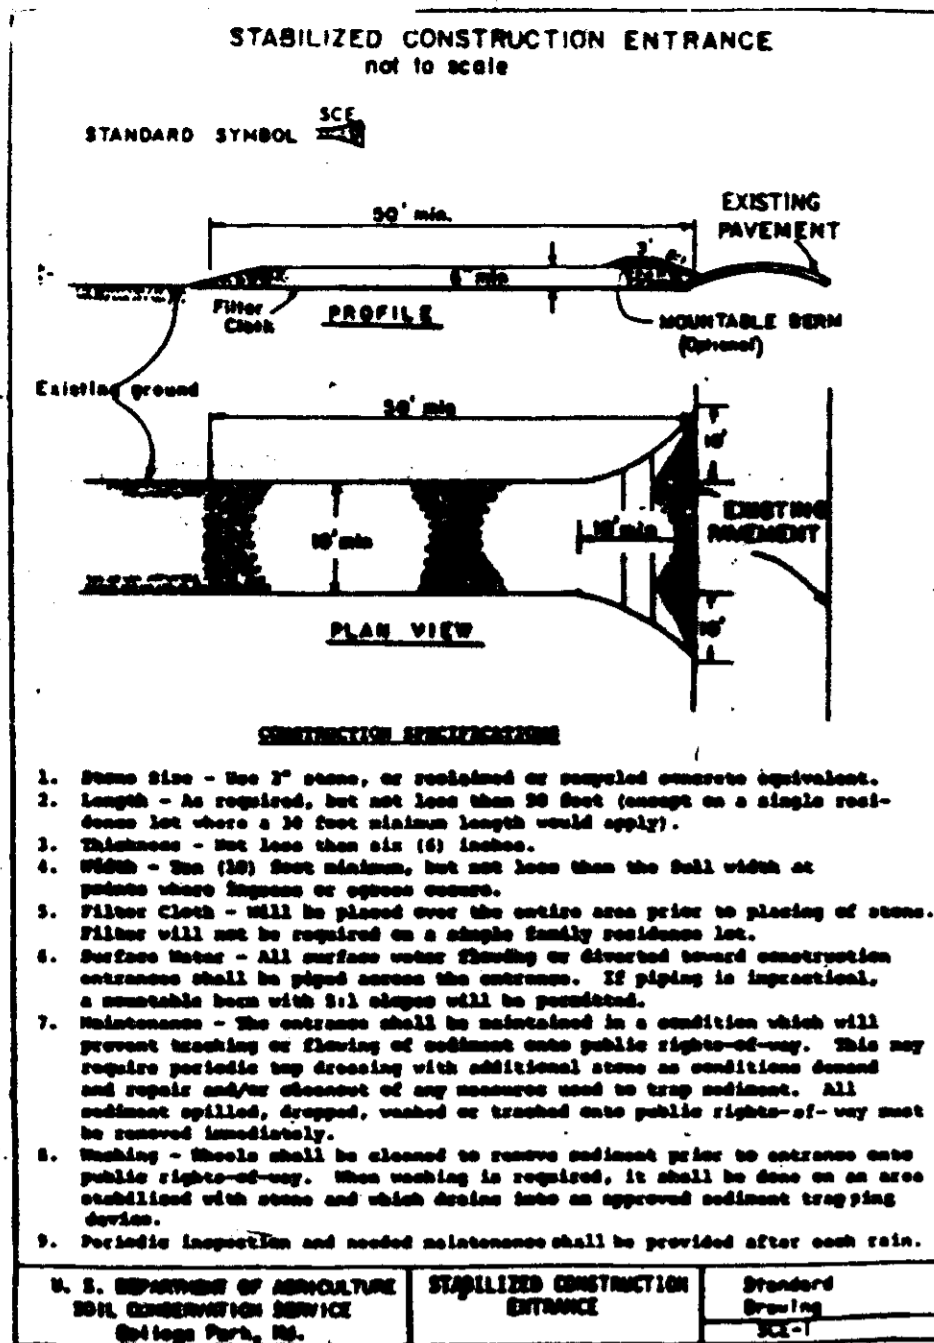 STABILIZED CONSTRUCTION ENTRANCE
not to scale
SCE
STANDARD SYMBOL
50' min.
EXISTING
PAVEMENT
6" min
Filter
Cloth
PROFILE
MOUNTABLE BERM
(Optional)
Existing ground
50' min
10'
EXISTING
PAVEMENT
10' min
10' min
PLAN VIEW
10'
CONSTRUCTION SPECIFICATIONS
1. Stone Size - Use 2" stone, or reclaimed or recycled concrete equivalent.
2. Length - As required, but not less than 50 feet (except on a single resi-
dence lot where a 30 foot minimum length would apply).
3. Thickness - Not less than six (6) inches.
4. Width - Ten (10) foot minimum, but not less than the full width at
points where ingress or egress occurs.
5. Filter Cloth - Will be placed over the entire area prior to placing of stone.
Filter will not be required on a single family residence lot.
6. Surface Water - All surface water flowing or diverted toward construction
entrances shall be piped across the entrance. If piping is impractical,
a mountable berm with 5:1 slopes will be permitted.
7. Maintenance - The entrance shall be maintained in a condition which will
prevent tracking or flowing of sediment onto public rights-of-way. This may
require periodic top dressing with additional stone as conditions demand
and repair and/or cleanout of any measures used to trap sediment. All
sediment spilled, dropped, washed or tracked onto public rights-of-way must
be removed immediately.
8. Washing - Wheels shall be cleaned to remove sediment prior to entrance onto
public rights-of-way. When washing is required, it shall be done on an area
stabilized with stone and which drains into an approved sediment trapping
device.
9. Periodic inspection and needed maintenance shall be provided after each rain.
U. S. DEPARTMENT OF AGRICULTURE
SOIL CONSERVATION SERVICE
College Park, Md.
STABILIZED CONSTRUCTION
ENTRANCE
Standard
Drawing
SCE-1